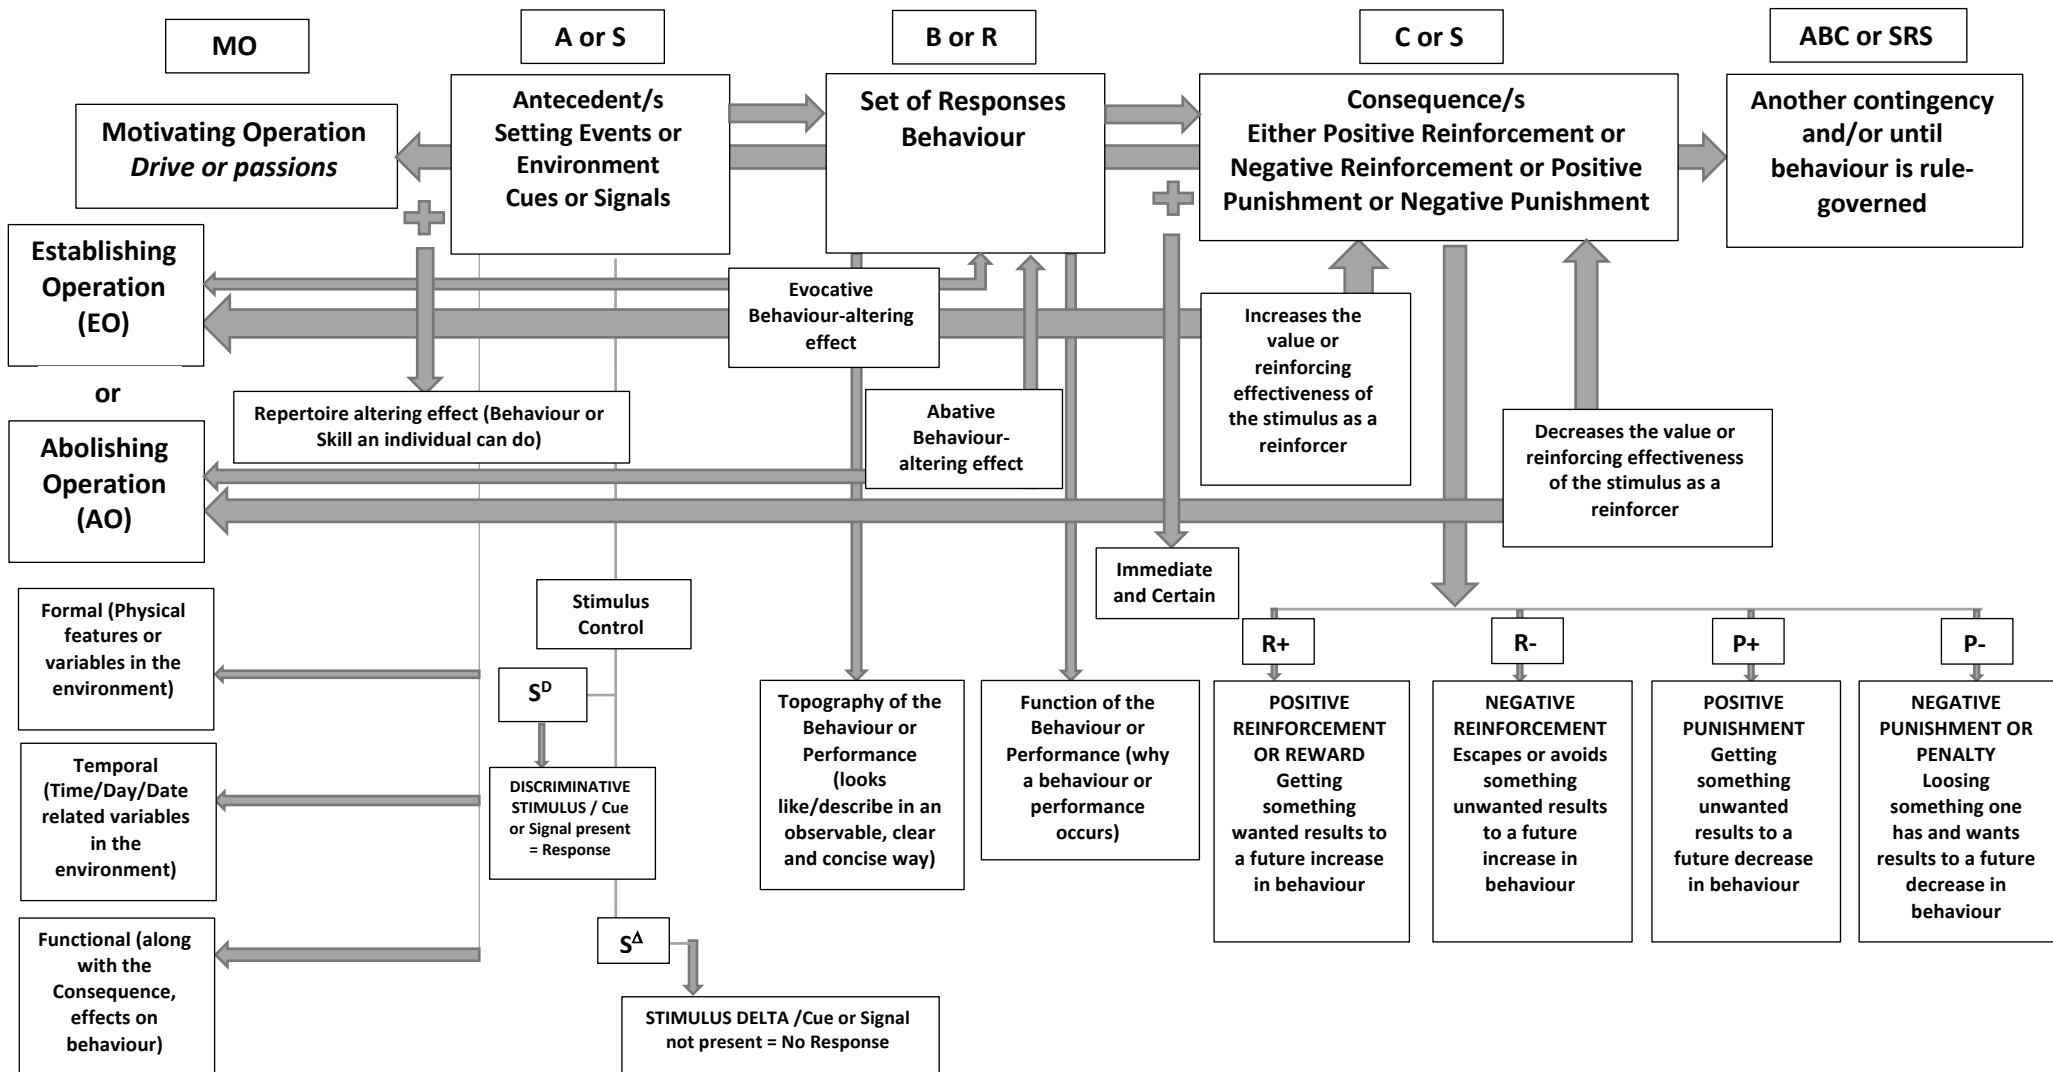 MO
A or S
B or R
C or S
ABC or SRS
Motivating Operation
Drive or passions
Antecedent/s
Setting Events or
Environment
Cues or Signals
Set of Responses
Behaviour
Consequence/s
Either Positive Reinforcement or
Negative Reinforcement or Positive
Punishment or Negative Punishment
Another contingency
and/or until
behaviour is rule-
governed
Establishing
Operation
(EO)
or
Abolishing
Operation
(AO)
Repertoire altering effect (Behaviour or
Skill an individual can do)
Evocative
Behaviour-altering
effect
Abative
Behaviour-
altering effect
Increases the
value or
reinforcing
effectiveness of
the stimulus as a
reinforcer
Decreases the value or
reinforcing effectiveness
of the stimulus as a
reinforcer
Immediate
and Certain
Formal (Physical
features or
variables in the
environment)
Temporal
(Time/Day/Date
related variables
in the
environment)
Functional (along
with the
Consequence,
effects on
behaviour)
Stimulus
Control
S^D
DISCRIMINATIVE
STIMULUS / Cue
or Signal present
= Response
S^Δ
STIMULUS DELTA /Cue or Signal
not present = No Response
Topography of the
Behaviour or
Performance
(looks
like/describe in an
observable, clear
and concise way)
Function of the
Behaviour or
Performance (why
a behaviour or
performance
occurs)
R+
POSITIVE
REINFORCEMENT
OR REWARD
Getting
something
wanted results to
a future increase
in behaviour
R-
NEGATIVE
REINFORCEMENT
Escapes or avoids
something
unwanted results
to a future
increase in
behaviour
P+
POSITIVE
PUNISHMENT
Getting
something
unwanted
results to a
future decrease
in behaviour
P-
NEGATIVE
PUNISHMENT OR
PENALTY
Loosing
something one
has and wants
results to a future
decrease in
behaviour